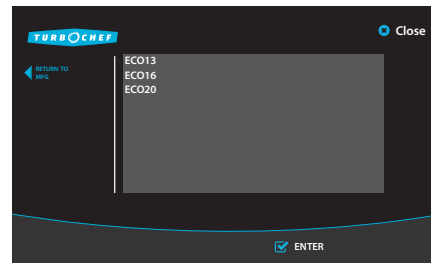 TURBOCHEF
Close
RETURN TO
MFG
ECO13
ECO16
ECO20
ENTER